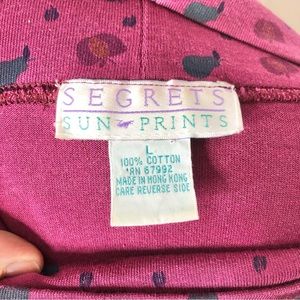 SEGRETS
SUN PRINTS
L
100% COTTON
RN 67992
MADE IN HONG KONG
CARE REVERSE SIDE